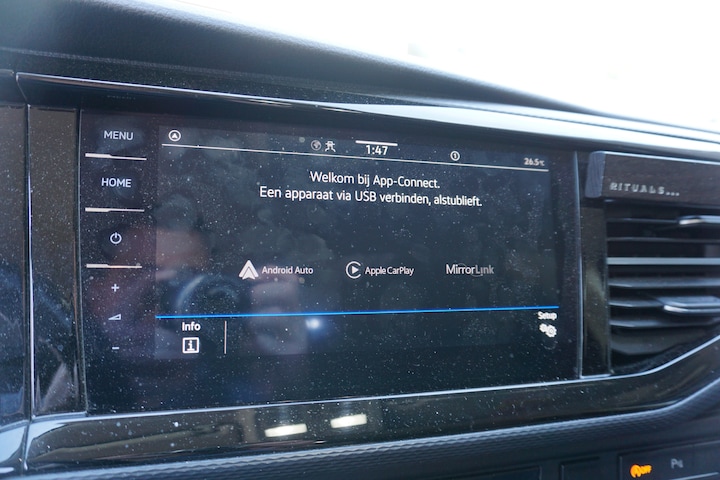 MENU
HOME
1:47
26.5°C
Welkom bij App-Connect.
Een apparaat via USB verbinden, alstublieft.
Android Auto
Apple CarPlay
MirrorLink
Info
Setup
+
-
RITUALS...
P